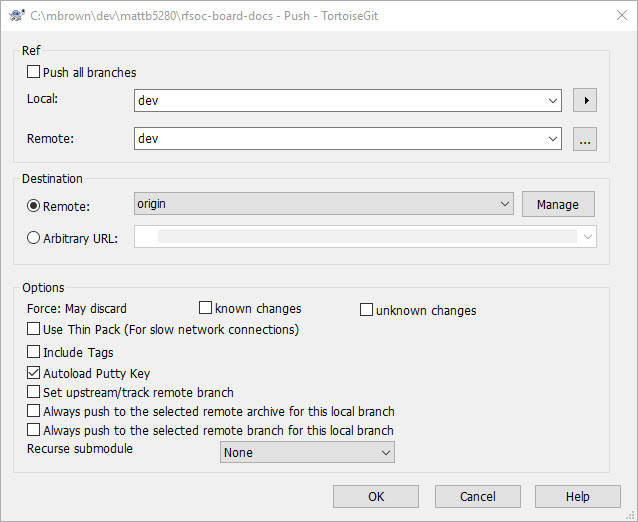 C:\mbrown\dev\mattb5280\rfsoc-board-docs - Push - TortoiseGit
Ref
Push all branches
Local: dev
Remote: dev ...
Destination
Remote: origin Manage
Arbitrary URL:
Options
Force: May discard known changes unknown changes
Use Thin Pack (For slow network connections)
Include Tags
Autoload Putty Key
Set upstream/track remote branch
Always push to the selected remote archive for this local branch
Always push to the selected remote branch for this local branch
Recurse submodule None
OK Cancel Help